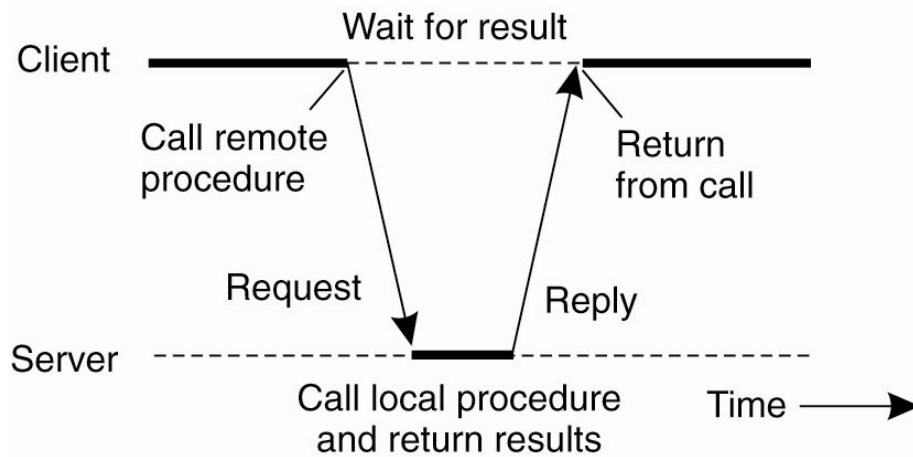 Wait for result
Client
Call remote
procedure
Return
from call
Request
Reply
Server
Call local procedure
and return results
Time